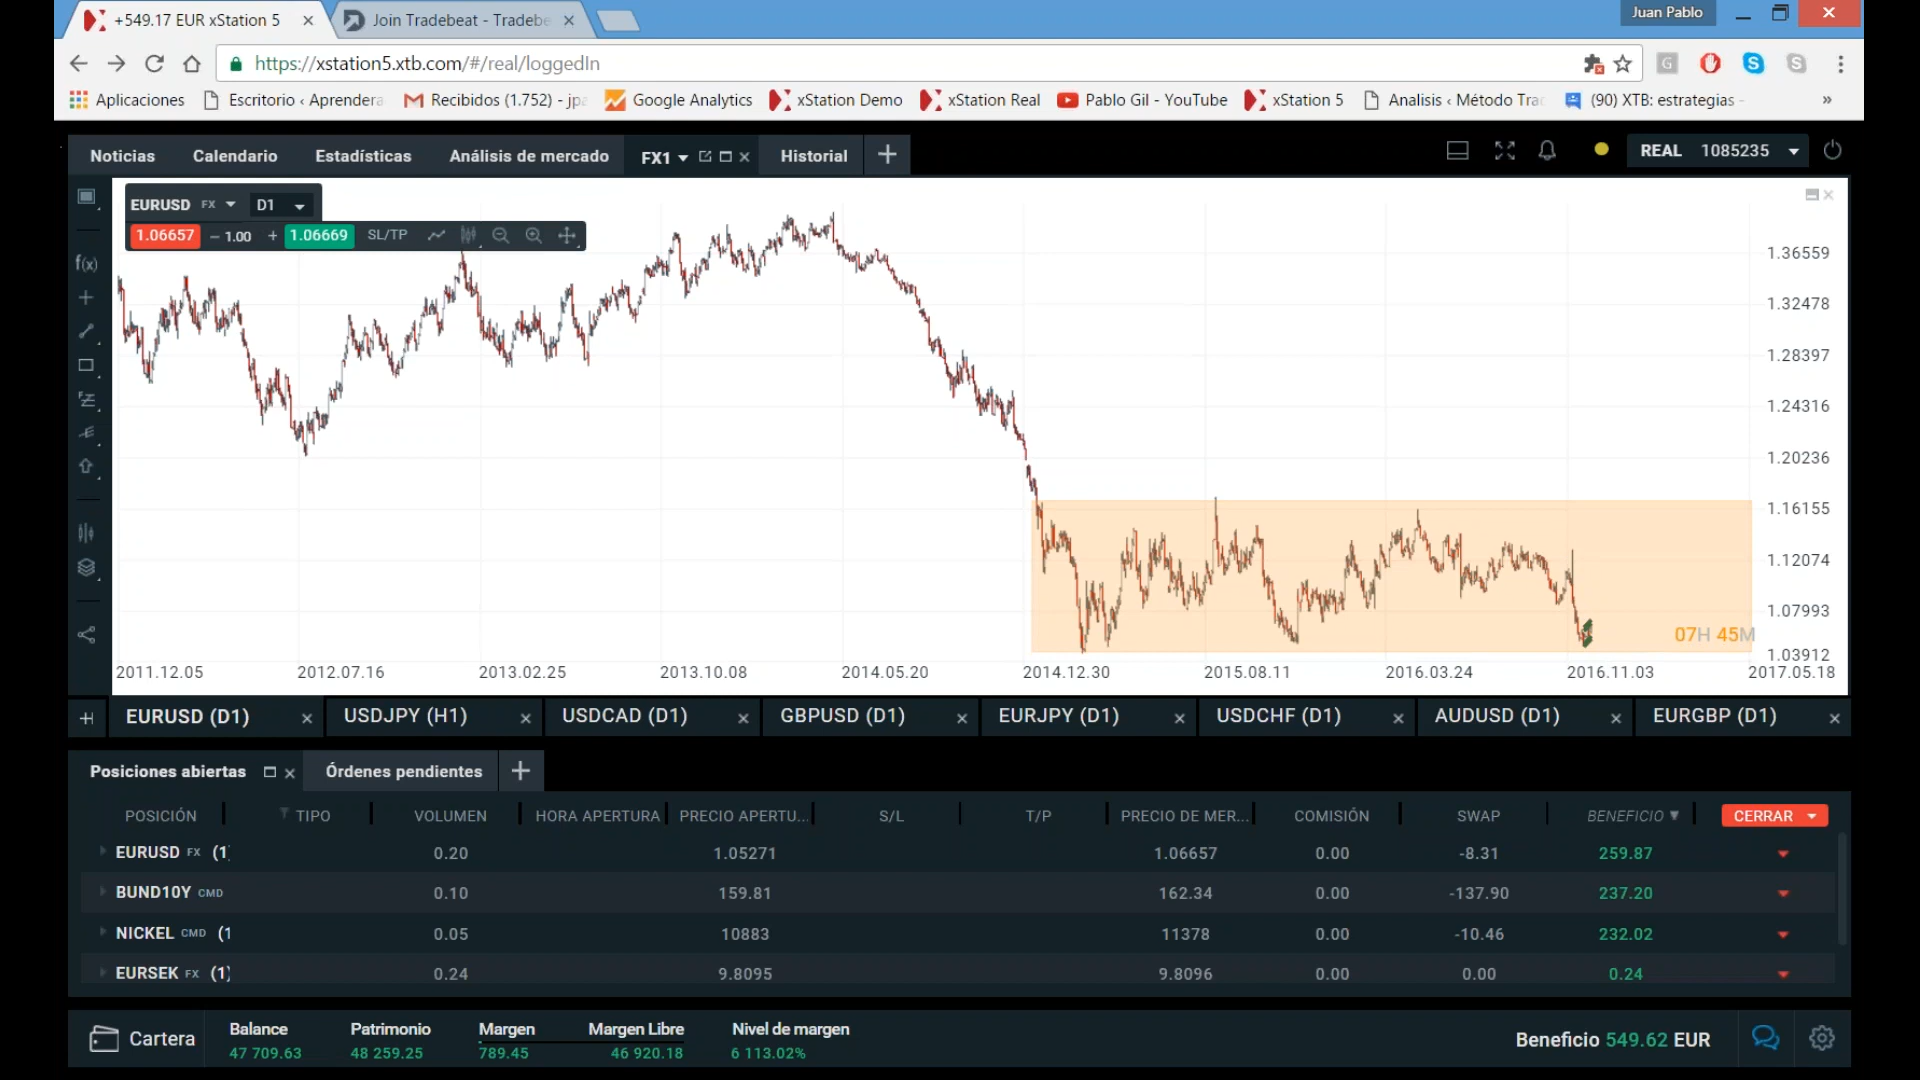 +549.17 EUR xStation 5
Join Tradebeat - Tradebe
Juan Pablo
https://xstation5.xtb.com/#/real/loggedIn
Aplicaciones
Escritorio ‹ Aprendera
Recibidos (1.752) - jpa
Google Analytics
xStation Demo
xStation Real
Pablo Gil - YouTube
xStation 5
Analisis ‹ Método Tra
(90) XTB: estrategias -
»
Noticias
Calendario
Estadísticas
Análisis de mercado
FX1
Historial
REAL 1085235
EURUSD FX D1
1.06657 – 1.00 + 1.06669 SL/TP
f(x)
1.36559
1.32478
1.28397
1.24316
1.20236
1.16155
1.12074
1.07993
07H 45M
1.03912
2011.12.05 2012.07.16 2013.02.25 2013.10.08 2014.05.20 2014.12.30 2015.08.11 2016.03.24 2016.11.03 2017.05.18
EURUSD (D1) USDJPY (H1) USDCAD (D1) GBPUSD (D1) EURJPY (D1) USDCHF (D1) AUDUSD (D1) EURGBP (D1)
Posiciones abiertas Órdenes pendientes
POSICIÓN TIPO VOLUMEN HORA APERTURA PRECIO APERTU... S/L T/P PRECIO DE MER... COMISIÓN SWAP BENEFICIO CERRAR
EURUSD FX (1) 0.20 1.05271 1.06657 0.00 -8.31 259.87
BUND10Y CMD 0.10 159.81 162.34 0.00 -137.90 237.20
NICKEL CMD (1 0.05 10883 11378 0.00 -10.46 232.02
EURSEK FX (1) 0.24 9.8095 9.8096 0.00 0.00 0.24
Cartera
Balance Patrimonio Margen Margen Libre Nivel de margen
47 709.63 48 259.25 789.45 46 920.18 6 113.02%
Beneficio 549.62 EUR